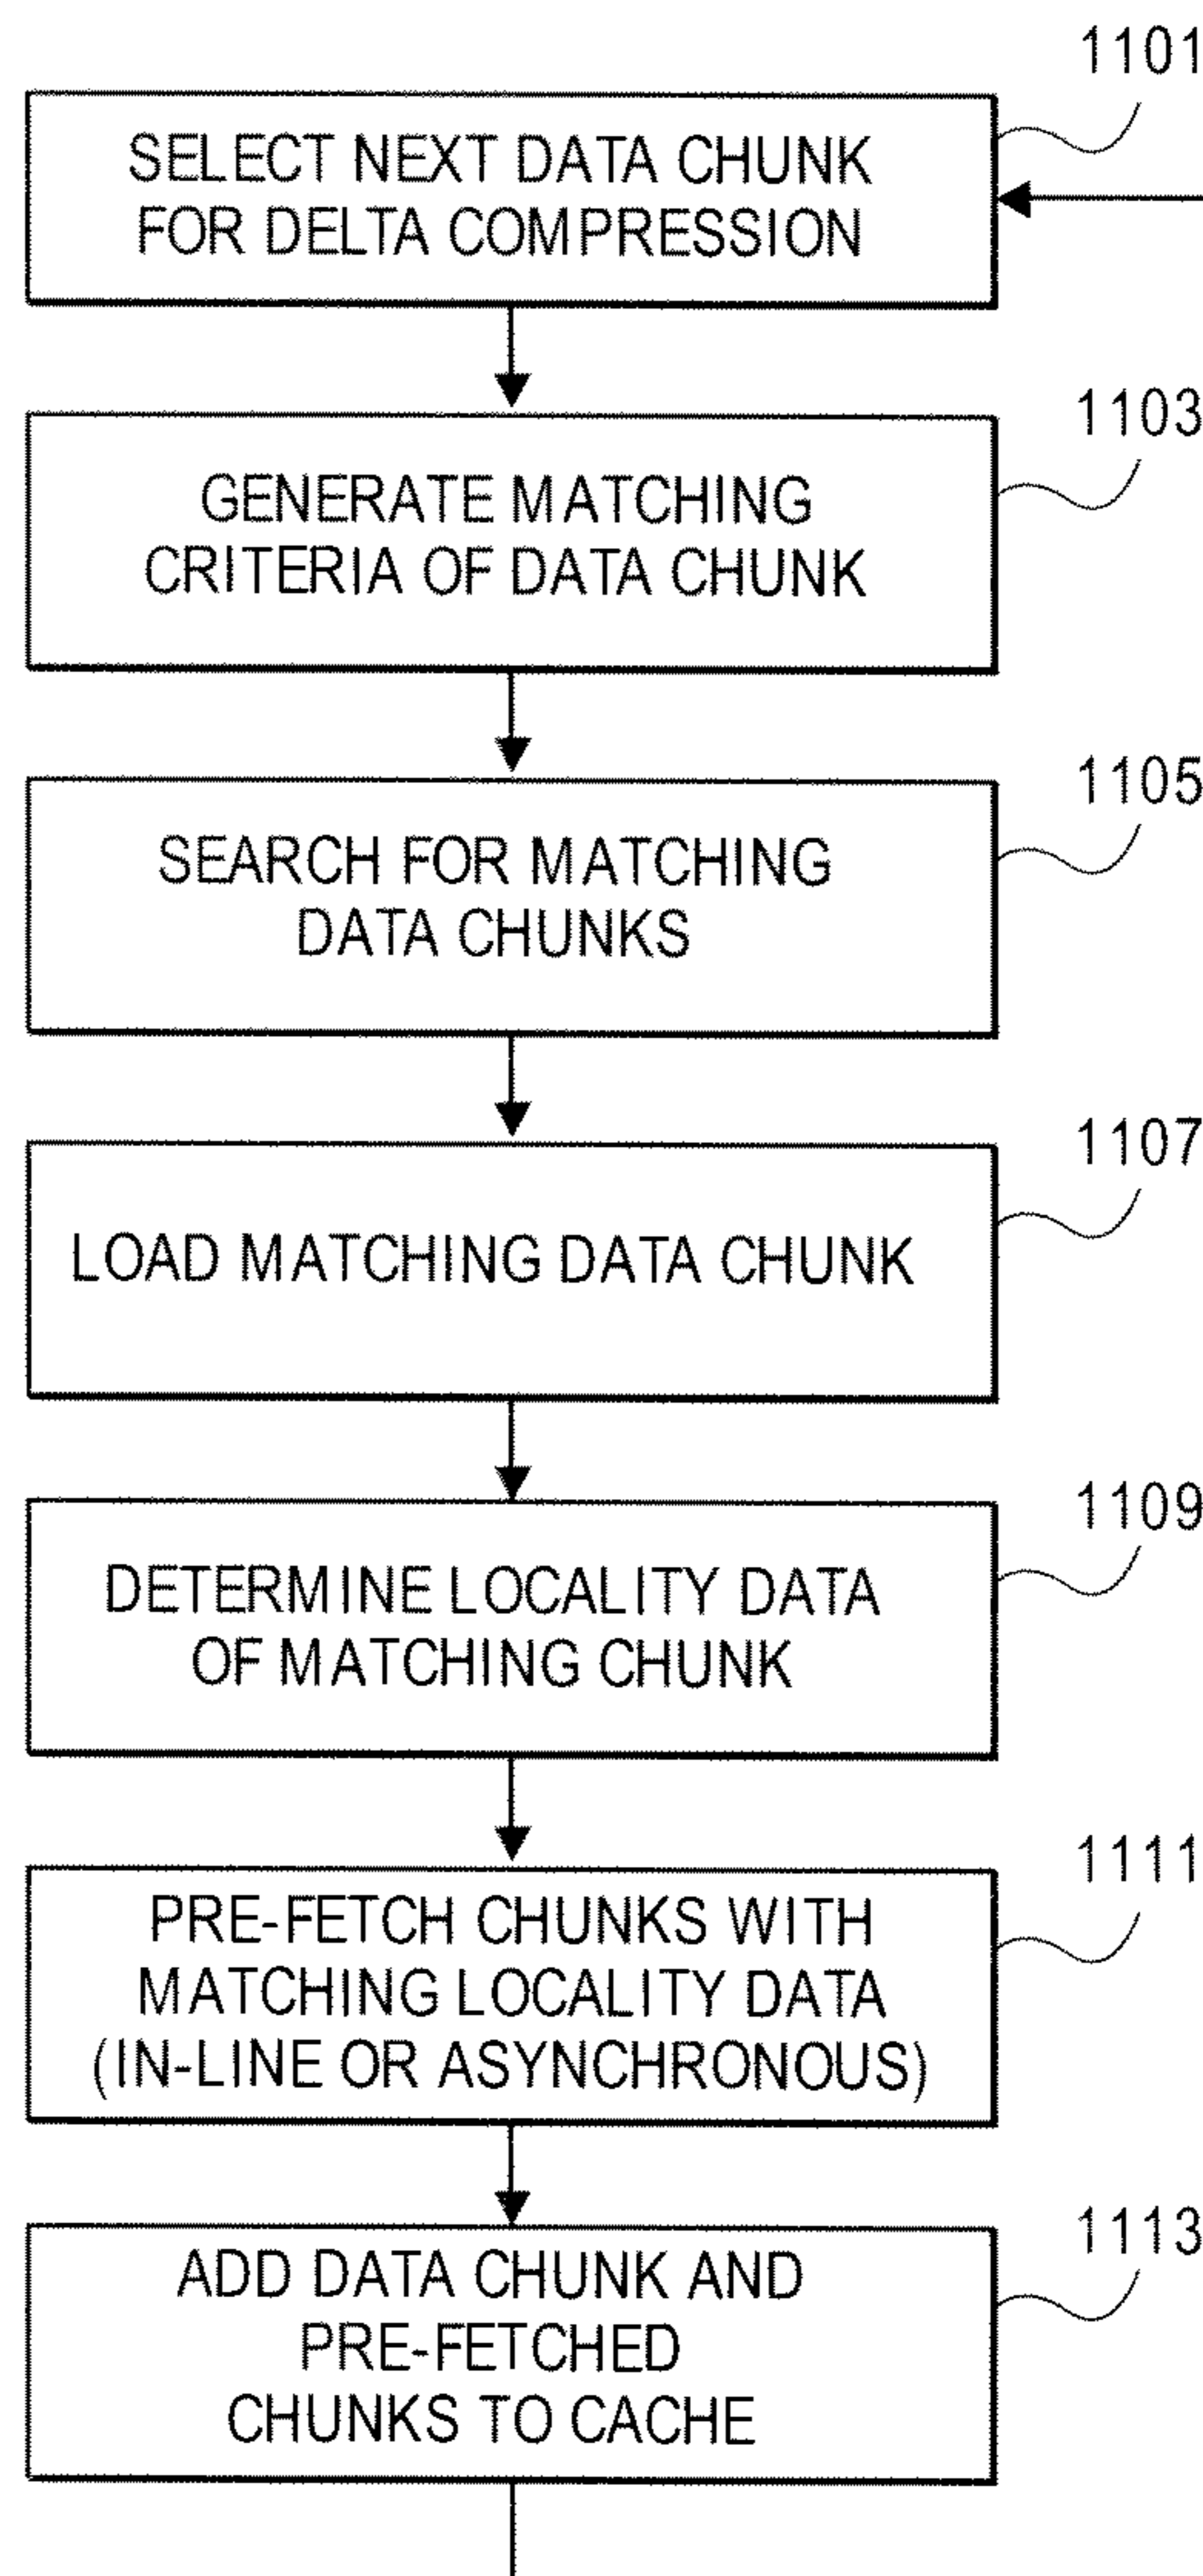 1101
SELECT NEXT DATA CHUNK
FOR DELTA COMPRESSION
1103
GENERATE MATCHING
CRITERIA OF DATA CHUNK
1105
SEARCH FOR MATCHING
DATA CHUNKS
1107
LOAD MATCHING DATA CHUNK
1109
DETERMINE LOCALITY DATA
OF MATCHING CHUNK
1111
PRE-FETCH CHUNKS WITH
MATCHING LOCALITY DATA
(IN-LINE OR ASYNCHRONOUS)
1113
ADD DATA CHUNK AND
PRE-FETCHED
CHUNKS TO CACHE